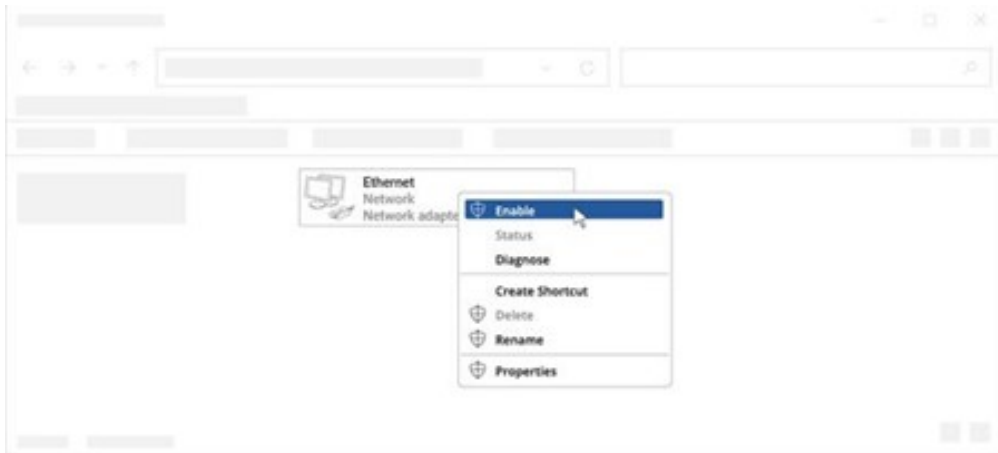 Ethernet
Network
Network adapte
Enable
Status
Diagnose
Create Shortcut
Delete
Rename
Properties